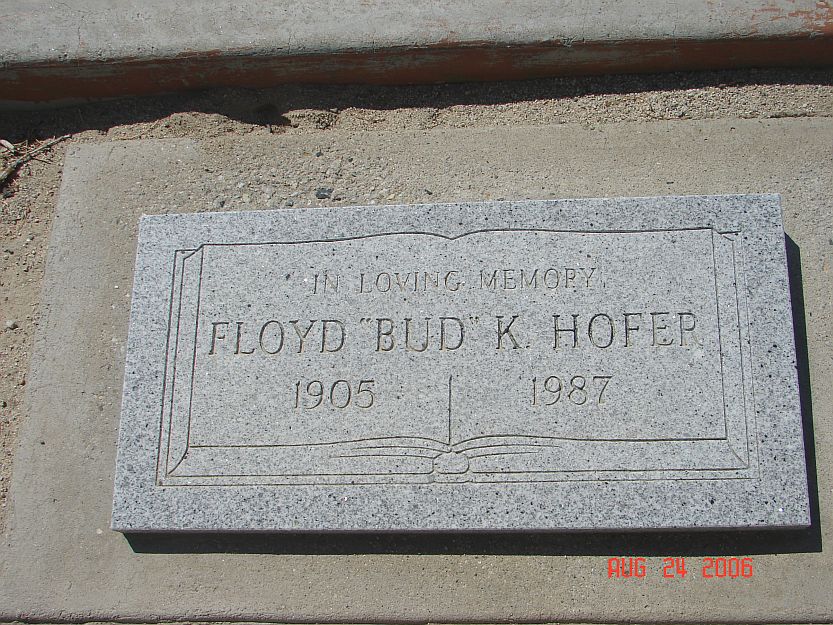 IN LOVING MEMORY
FLOYD "BUD" K. HOFER
1905 1987
AUG 24 2006